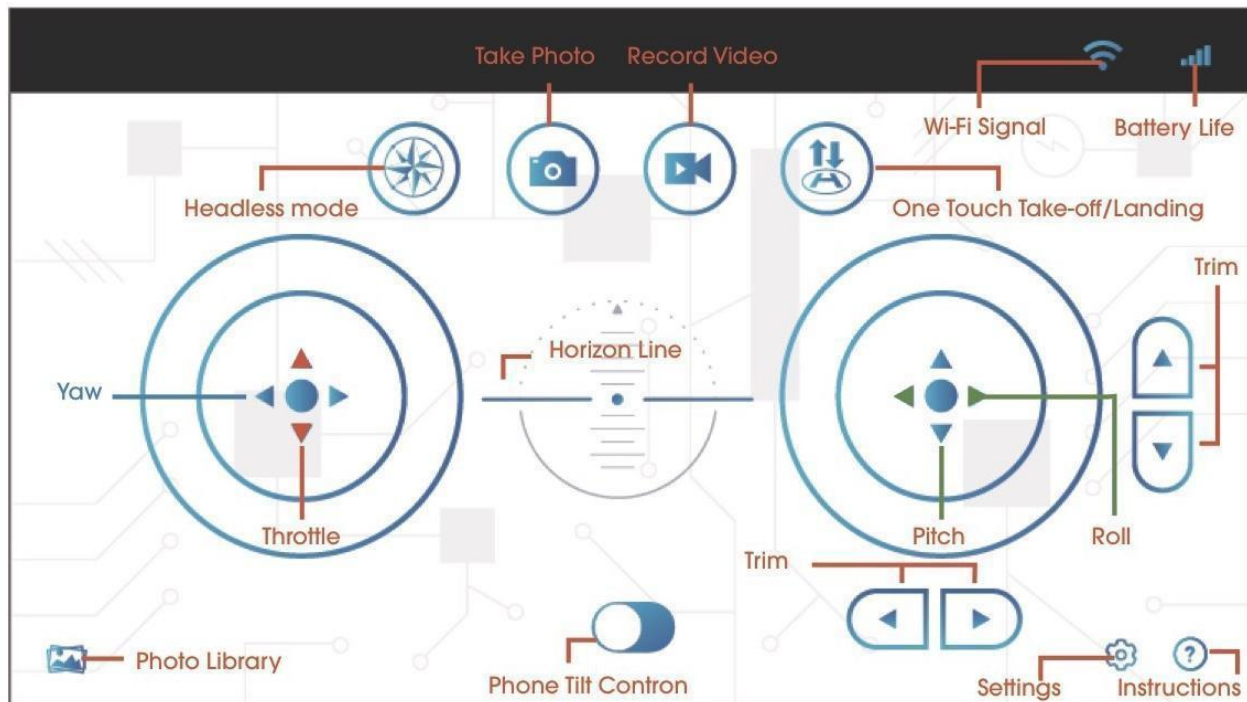 Take Photo
Record Video
Wi-Fi Signal
Battery Life
Headless mode
One Touch Take-off/Landing
Trim
Horizon Line
Yaw
Throttle
Pitch
Roll
Trim
Photo Library
Phone Tilt Contron
Settings
?
Instructions